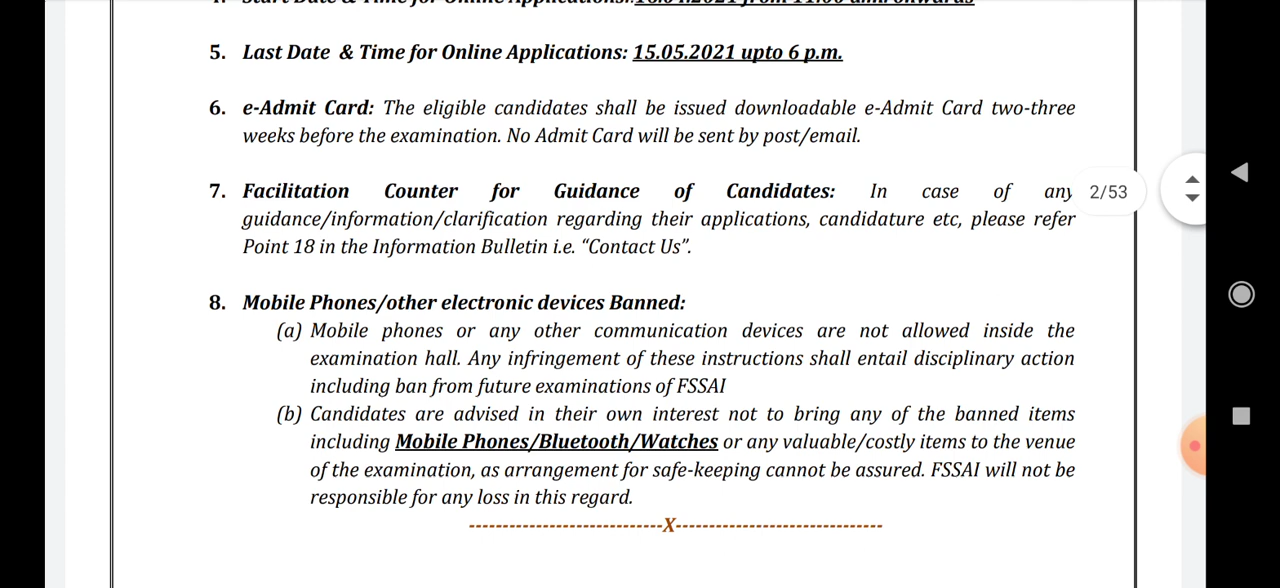 5. Last Date & Time for Online Applications: 15.05.2021 upto 6 p.m.
6. e-Admit Card: The eligible candidates shall be issued downloadable e-Admit Card two-three
weeks before the examination. No Admit Card will be sent by post/email.
7. Facilitation Counter for Guidance of Candidates: In case of any
2/53
guidance/information/clarification regarding their applications, candidature etc, please refer
Point 18 in the Information Bulletin i.e. “Contact Us”.
8. Mobile Phones/other electronic devices Banned:
(a) Mobile phones or any other communication devices are not allowed inside the
examination hall. Any infringement of these instructions shall entail disciplinary action
including ban from future examinations of FSSAI
(b) Candidates are advised in their own interest not to bring any of the banned items
including Mobile Phones/Bluetooth/Watches or any valuable/costly items to the venue
of the examination, as arrangement for safe-keeping cannot be assured. FSSAI will not be
responsible for any loss in this regard.
----------------------------X------------------------------